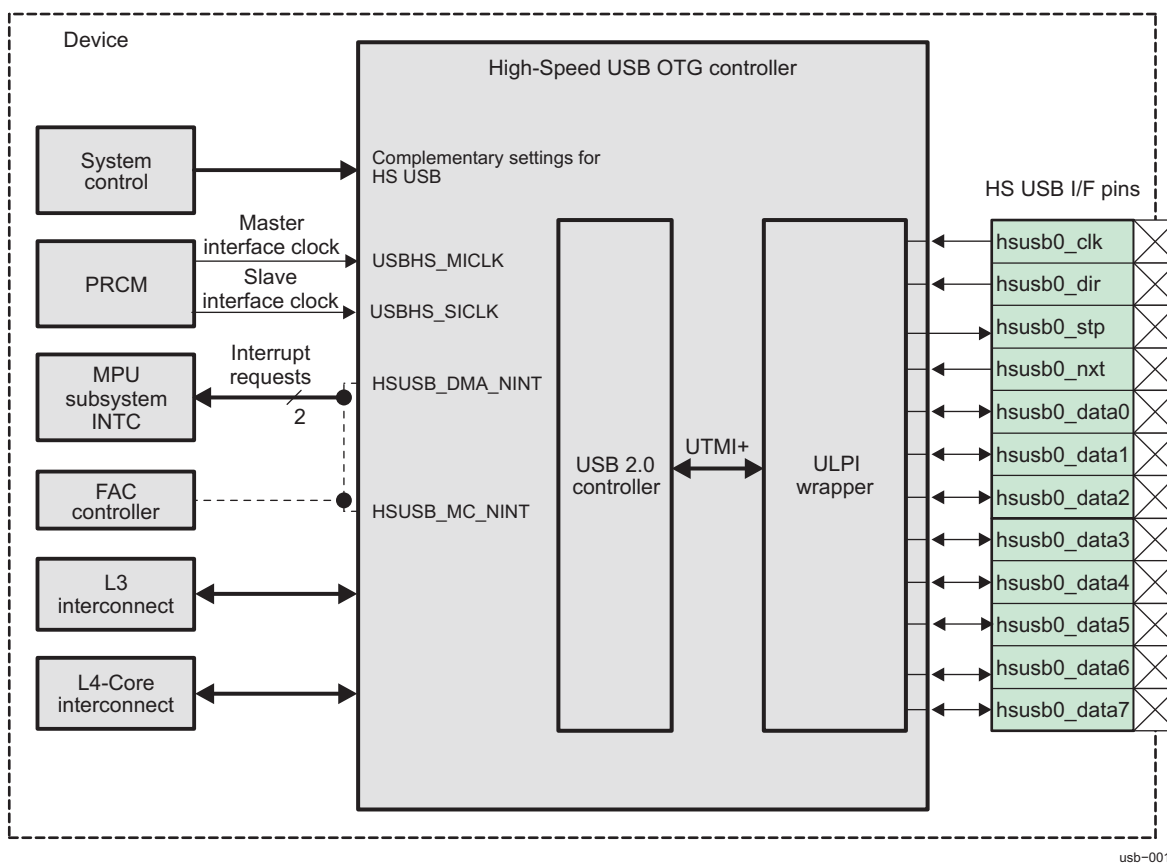 Device
High-Speed USB OTG controller
System
control
Complementary settings for
HS USB
HS USB I/F pins
Master
interface clock
PRCM
USBHS_MICLK
Slave
interface clock
USBHS_SICLK
MPU
subsystem
INTC
Interrupt
requests
2
HSUSB_DMA_NINT
FAC
controller
HSUSB_MC_NINT
L3
interconnect
L4-Core
interconnect
USB 2.0
controller
UTMI+
ULPI
wrapper
hsusb0_clk
hsusb0_dir
hsusb0_stp
hsusb0_nxt
hsusb0_data0
hsusb0_data1
hsusb0_data2
hsusb0_data3
hsusb0_data4
hsusb0_data5
hsusb0_data6
hsusb0_data7
usb−001